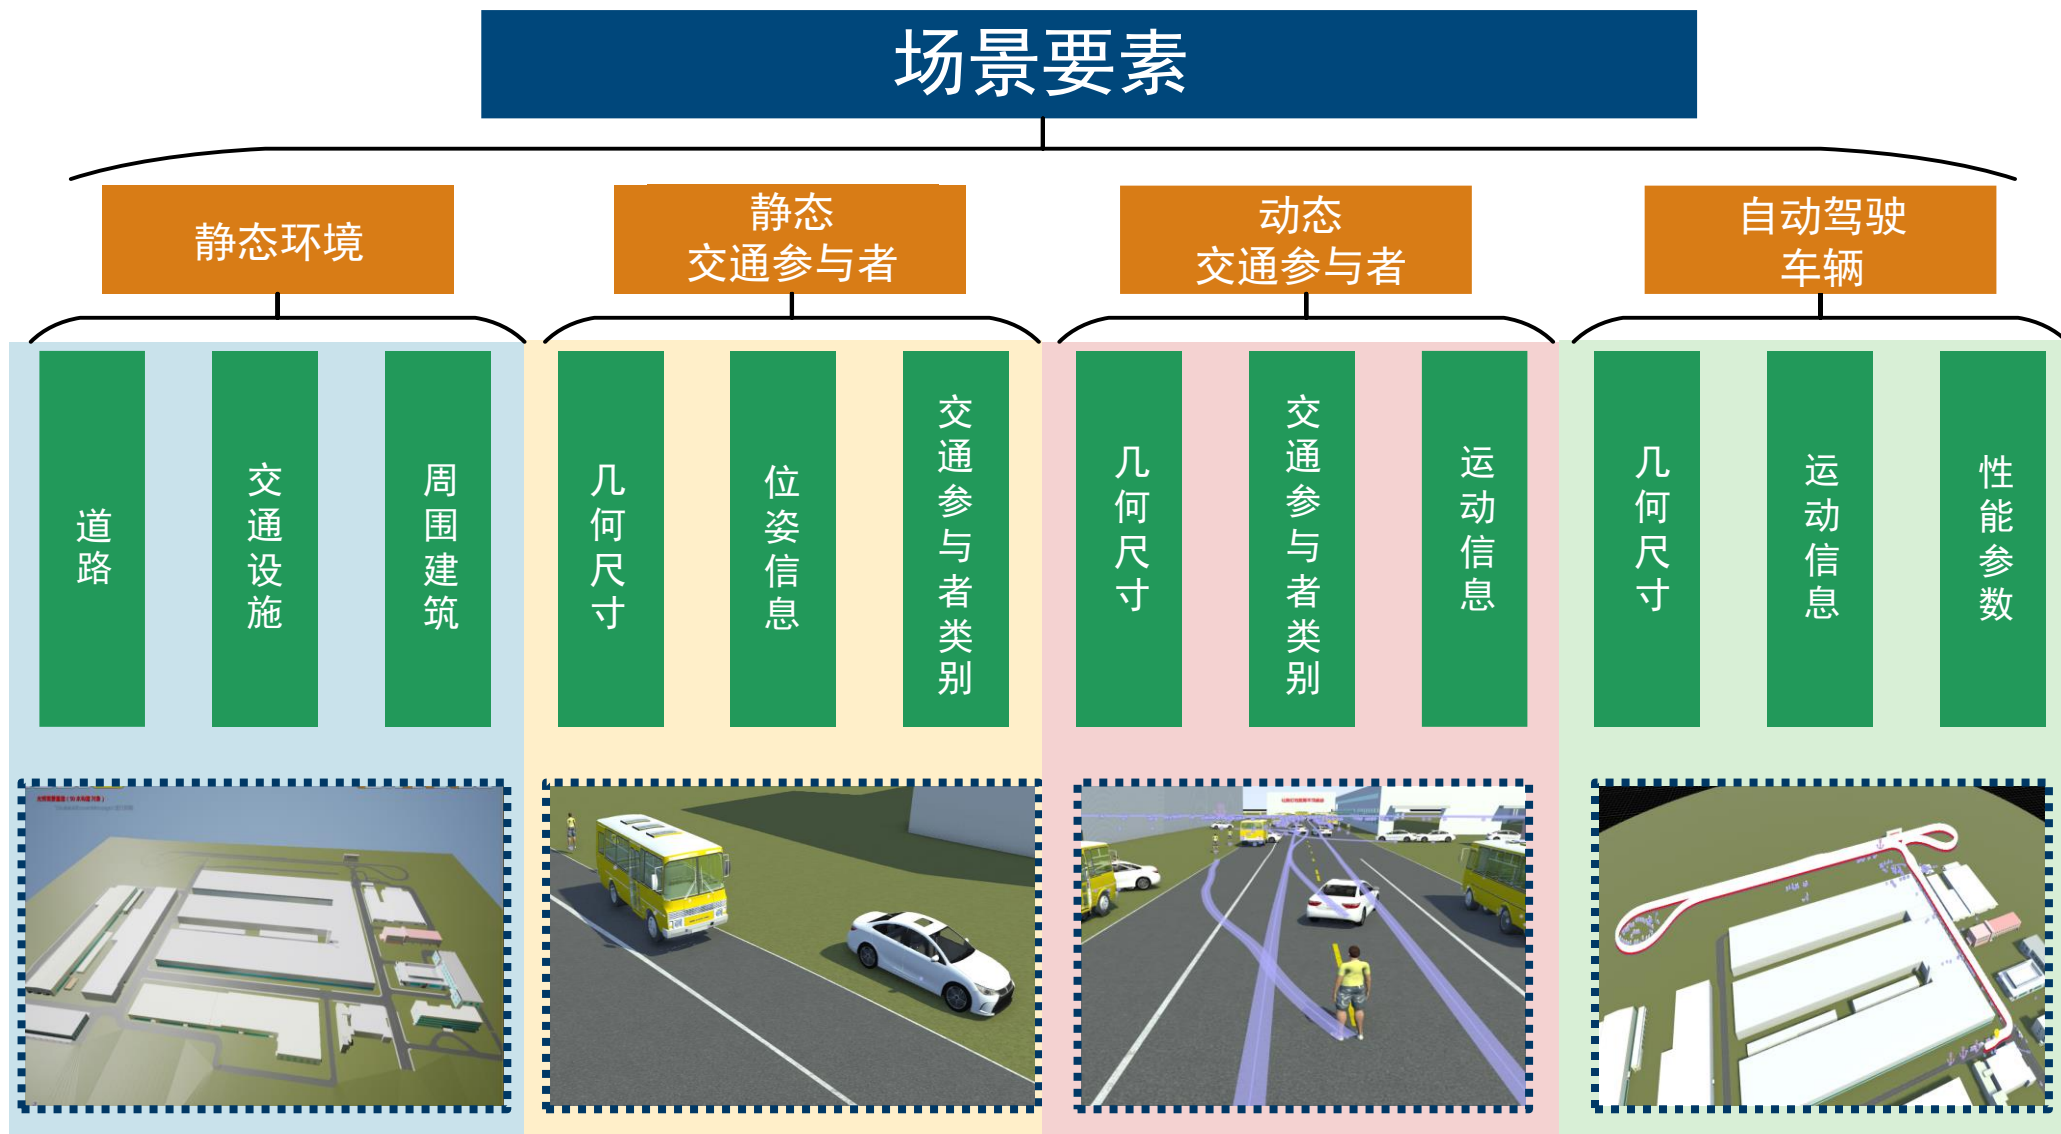 场景要素
静态环境
静态
交通参与者
动态
交通参与者
自动驾驶
车辆
道路
交通设施
周围建筑
几何尺寸
位姿信息
交通参与者类别
几何尺寸
交通参与者类别
运动信息
几何尺寸
运动信息
性能参数